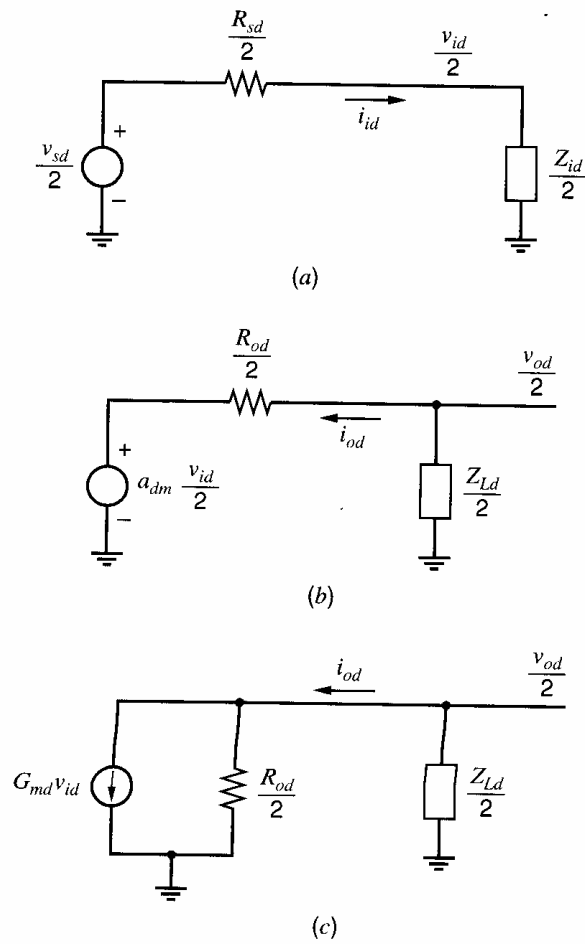 R_sd/2
v_id/2
i_id
v_sd/2
+
−
Z_id/2
(a)
R_od/2
v_od/2
i_od
+
a_dm v_id/2
−
Z_Ld/2
(b)
i_od
v_od/2
G_md v_id
R_od/2
Z_Ld/2
(c)